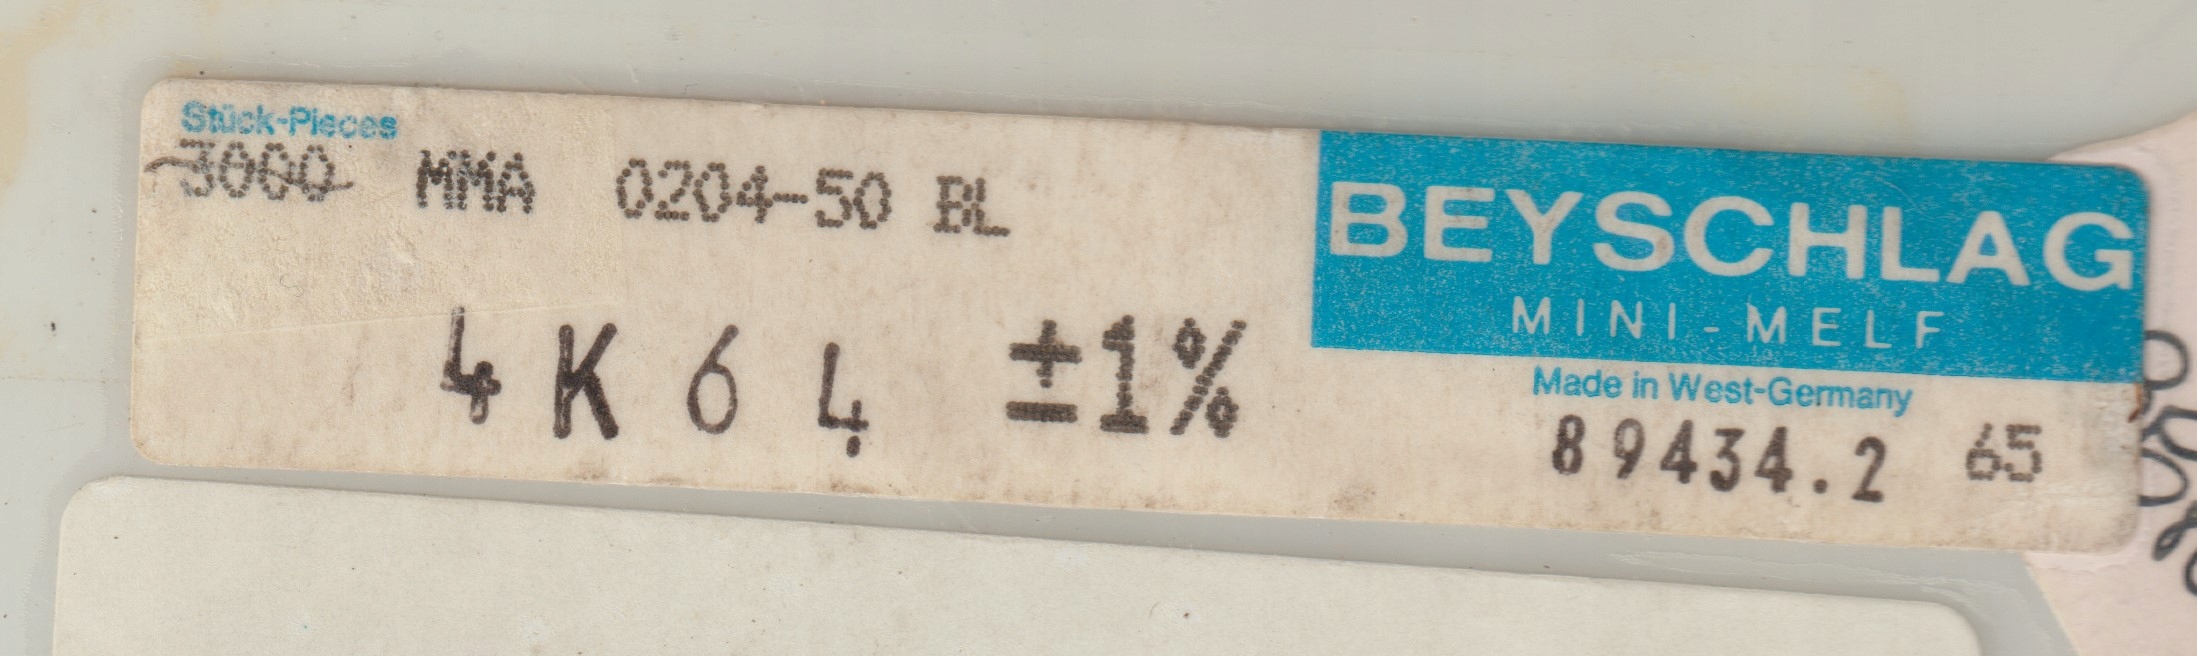 Stück-Pieces
3000 MMA 0204-50 BL
BEYSCHLAG
MINI-MELF
4K64 ±1%
Made in West-Germany
89434.2 65